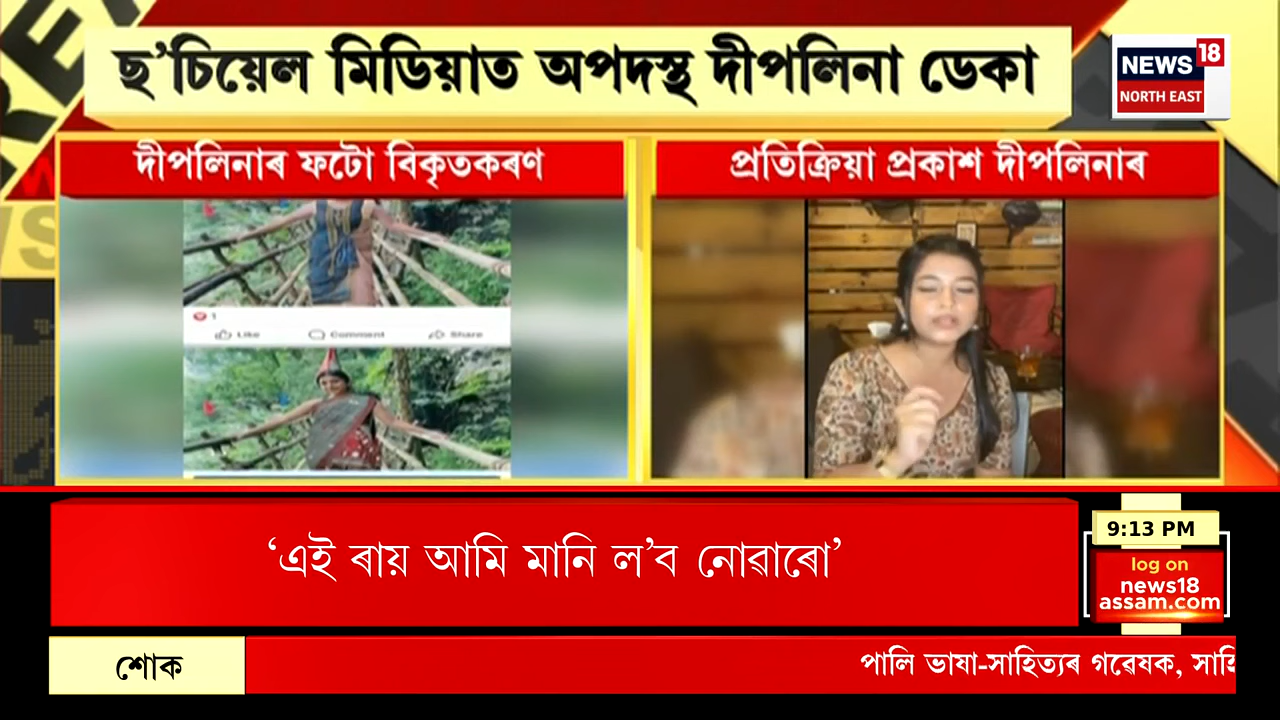 ছ’চিয়েল মিডিয়াত অপদস্থ দীপলিনা ডেকা
NEWS 18
NORTH EAST
দীপলিনাৰ ফটো বিকৃতকৰণ
প্ৰতিক্ৰিয়া প্ৰকাশ দীপলিনাৰ
1
Like Comment Share
‘এই ৰায় আমি মানি ল’ব নোৱাৰো’
9:13 PM
log on
news18
assam.com
শোক
পালি ভাষা-সাহিত্যৰ গৱেষক,